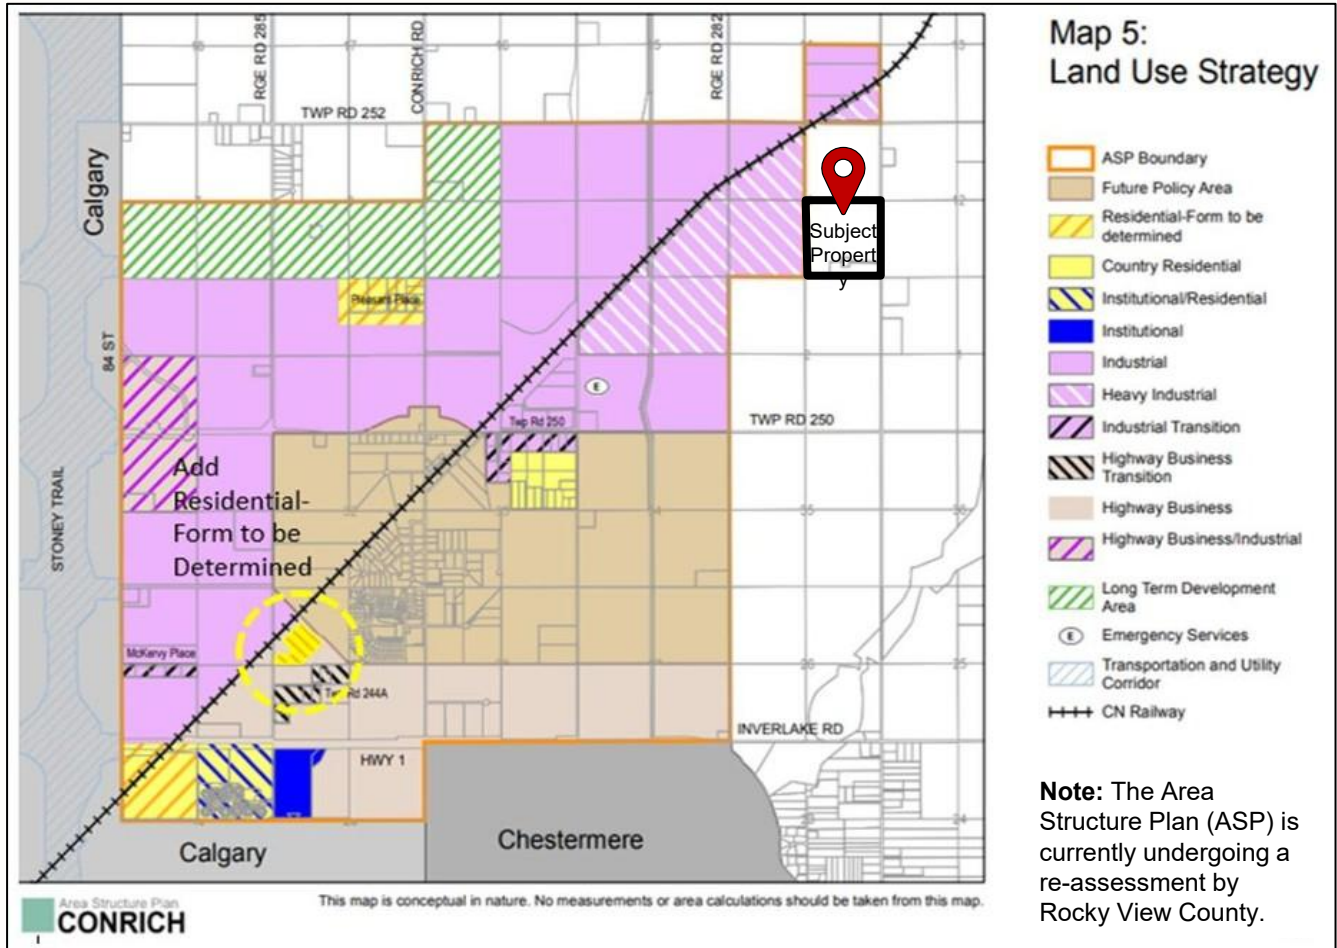 Map 5:
Land Use Strategy
RGE RD 285
CONRICH RD
RGE RD 282
TWP RD 252
Calgary
Subject
Propert
y
Pleasant Place
84 ST
E
Twp Rd 250
TWP RD 250
Add
Residential-
Form to be
Determined
STONEY TRAIL
McKervy Place
Twp Rd 244A
INVERLAKE RD
HWY 1
Calgary
Chestermere
ASP Boundary
Future Policy Area
Residential-Form to be
determined
Country Residential
Institutional/Residential
Institutional
Industrial
Heavy Industrial
Industrial Transition
Highway Business
Transition
Highway Business
Highway Business/Industrial
Long Term Development
Area
E Emergency Services
Transportation and Utility
Corridor
CN Railway
Note: The Area
Structure Plan (ASP) is
currently undergoing a
re-assessment by
Rocky View County.
Area Structure Plan
CONRICH
This map is conceptual in nature. No measurements or area calculations should be taken from this map.